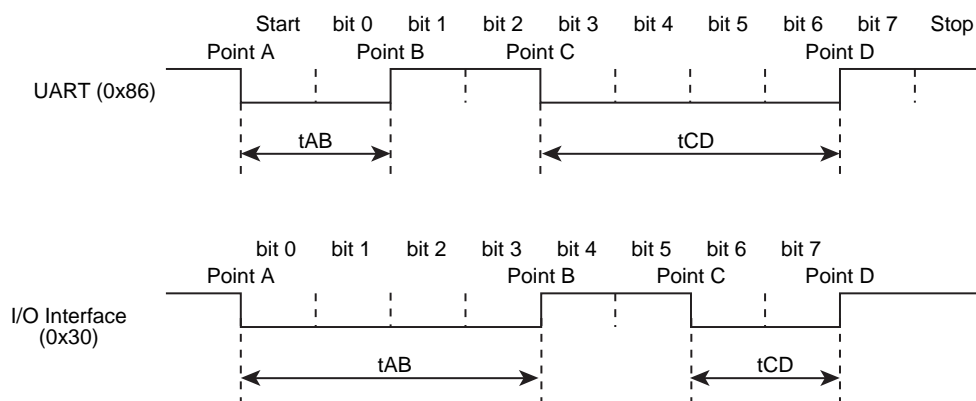 Start bit 0 bit 1 bit 2 bit 3 bit 4 bit 5 bit 6 bit 7 Stop
Point A Point B Point C Point D
UART (0x86)
tAB tCD
bit 0 bit 1 bit 2 bit 3 bit 4 bit 5 bit 6 bit 7
Point A Point B Point C Point D
I/O Interface
(0x30)
tAB tCD